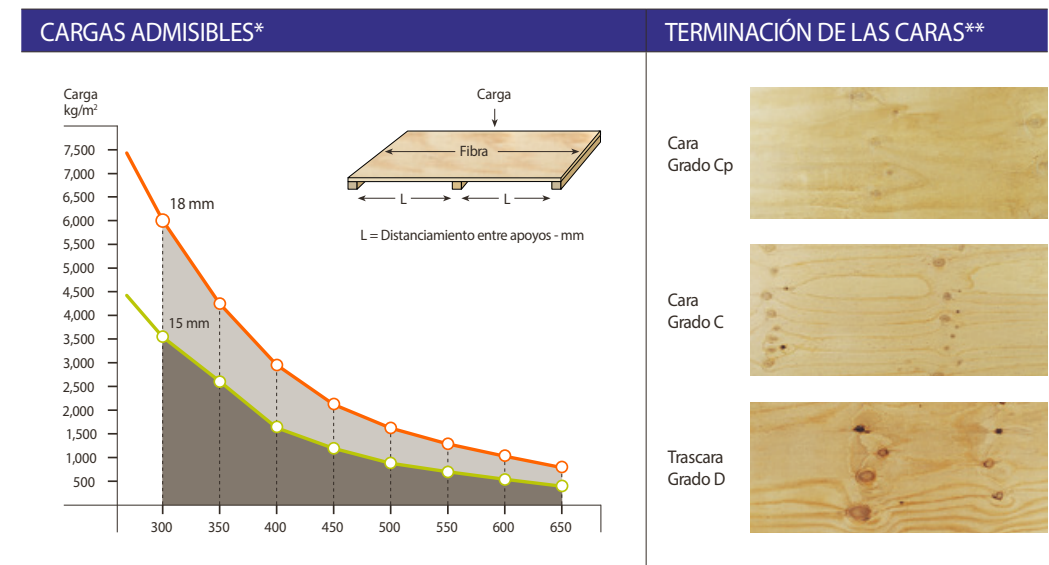 CARGAS ADMISIBLES*
Carga
kg/m²
7,500
7,000
6,500
6,000
5,500
5,000
4,500
4,000
3,500
3,000
2,500
2,000
1,500
1,000
500
18 mm
15 mm
300 350 400 450 500 550 600 650
Carga
Fibra
L L
L = Distanciamiento entre apoyos - mm
TERMINACIÓN DE LAS CARAS**
Cara
Grado Cp
Cara
Grado C
Trascara
Grado D